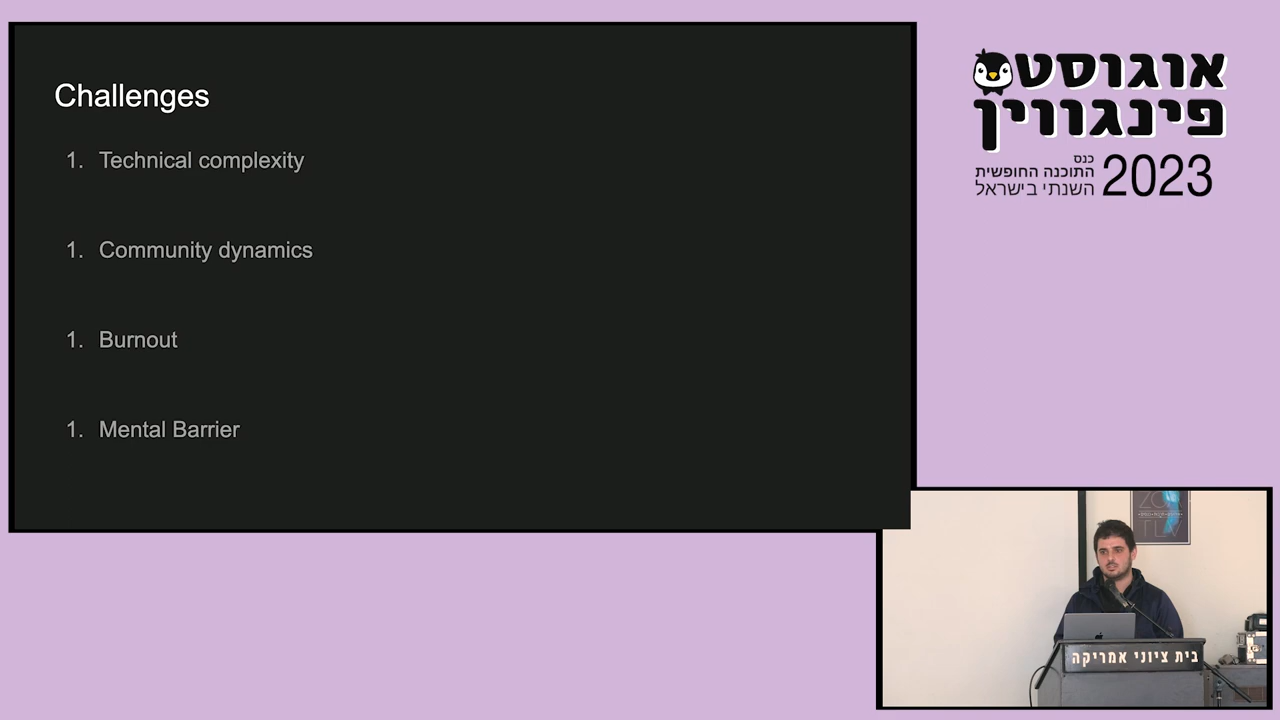 Challenges
1. Technical complexity
1. Community dynamics
1. Burnout
1. Mental Barrier
אוגוסט
פינגווין
כנס
התוכנה החופשית
השנתי בישראל
2023
TLV
בית ציוני אמריקה